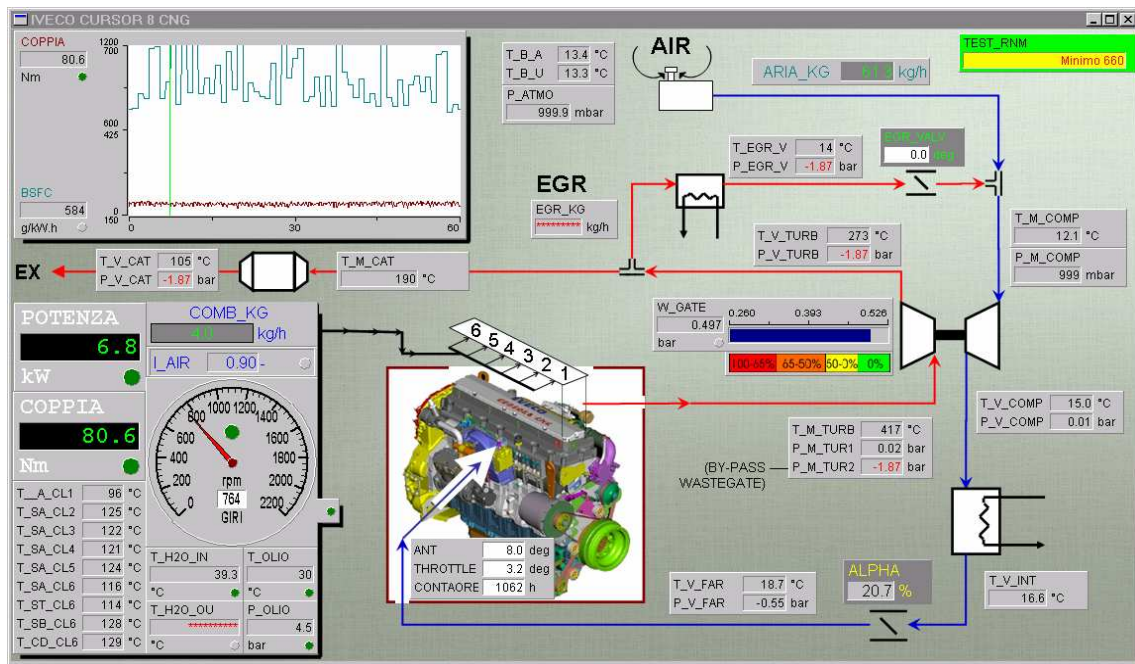 IVECO CURSOR 8 CNG
COPPIA
80.6
Nm
BSFC
584
g/kW.h
1200
700
600
425
0
150
0 30 60
T_B_A 13.4 °C
T_B_U 13.3 °C
P_ATMO
999.9 mbar
AIR
ARIA_KG kg/h
TEST_RNM
Minimo 660
T_EGR_V 14 °C
P_EGR_V -1.87 bar
EGR_VALV
0.0 deg
EGR
EGR_KG
********* kg/h
T_M_COMP
12.1 °C
P_M_COMP
999 mbar
T_V_TURB 273 °C
P_V_TURB -1.87 bar
EX
T_V_CAT 105 °C
P_V_CAT -1.87 bar
T_M_CAT
190 °C
POTENZA
6.8
kW
COPPIA
80.6
Nm
COMB_KG
4.0 kg/h
I_AIR 0.90 -
0 200 400 600 800 1000 1200 1400 1600 1800 2000 2200
rpm
764
GIRI
W_GATE
0.497
bar
0.260 0.393 0.526
100-65% 65-50% 50-0% 0%
6 5 4 3 2 1
T_M_TURB 417 °C
P_M_TUR1 0.02 bar
P_M_TUR2 -1.87 bar
(BY-PASS
WASTEGATE)
T_V_COMP 15.0 °C
P_V_COMP 0.01 bar
T__A_CL1 96 °C
T_SA_CL2 125 °C
T_SA_CL3 122 °C
T_SA_CL4 121 °C
T_SA_CL5 124 °C
T_SA_CL6 116 °C
T_ST_CL6 114 °C
T_SB_CL6 128 °C
T_CD_CL6 129 °C
T_H2O_IN
39.3
°C
T_OLIO
30
°C
T_H2O_OU
**********
°C
P_OLIO
4.5
bar
ANT 8.0 deg
THROTTLE 3.2 deg
CONTAORE 1062 h
T_V_FAR 18.7 °C
P_V_FAR -0.55 bar
ALPHA
20.7 %
T_V_INT
16.6 °C